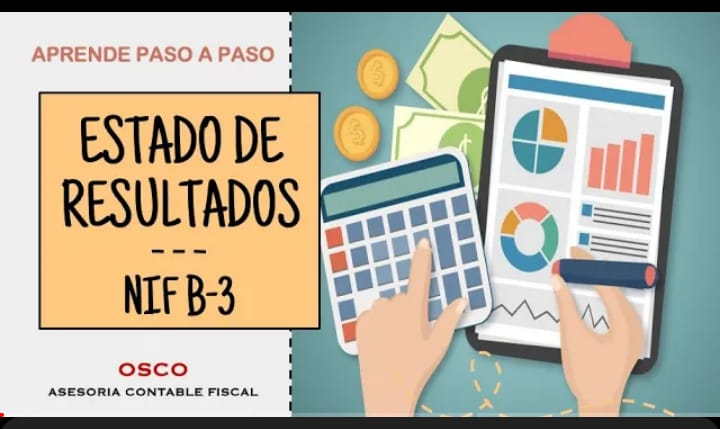 APRENDE PASO A PASO
ESTADO DE
RESULTADOS
---
NIF B-3
OSCO
ASESORIA CONTABLE FISCAL